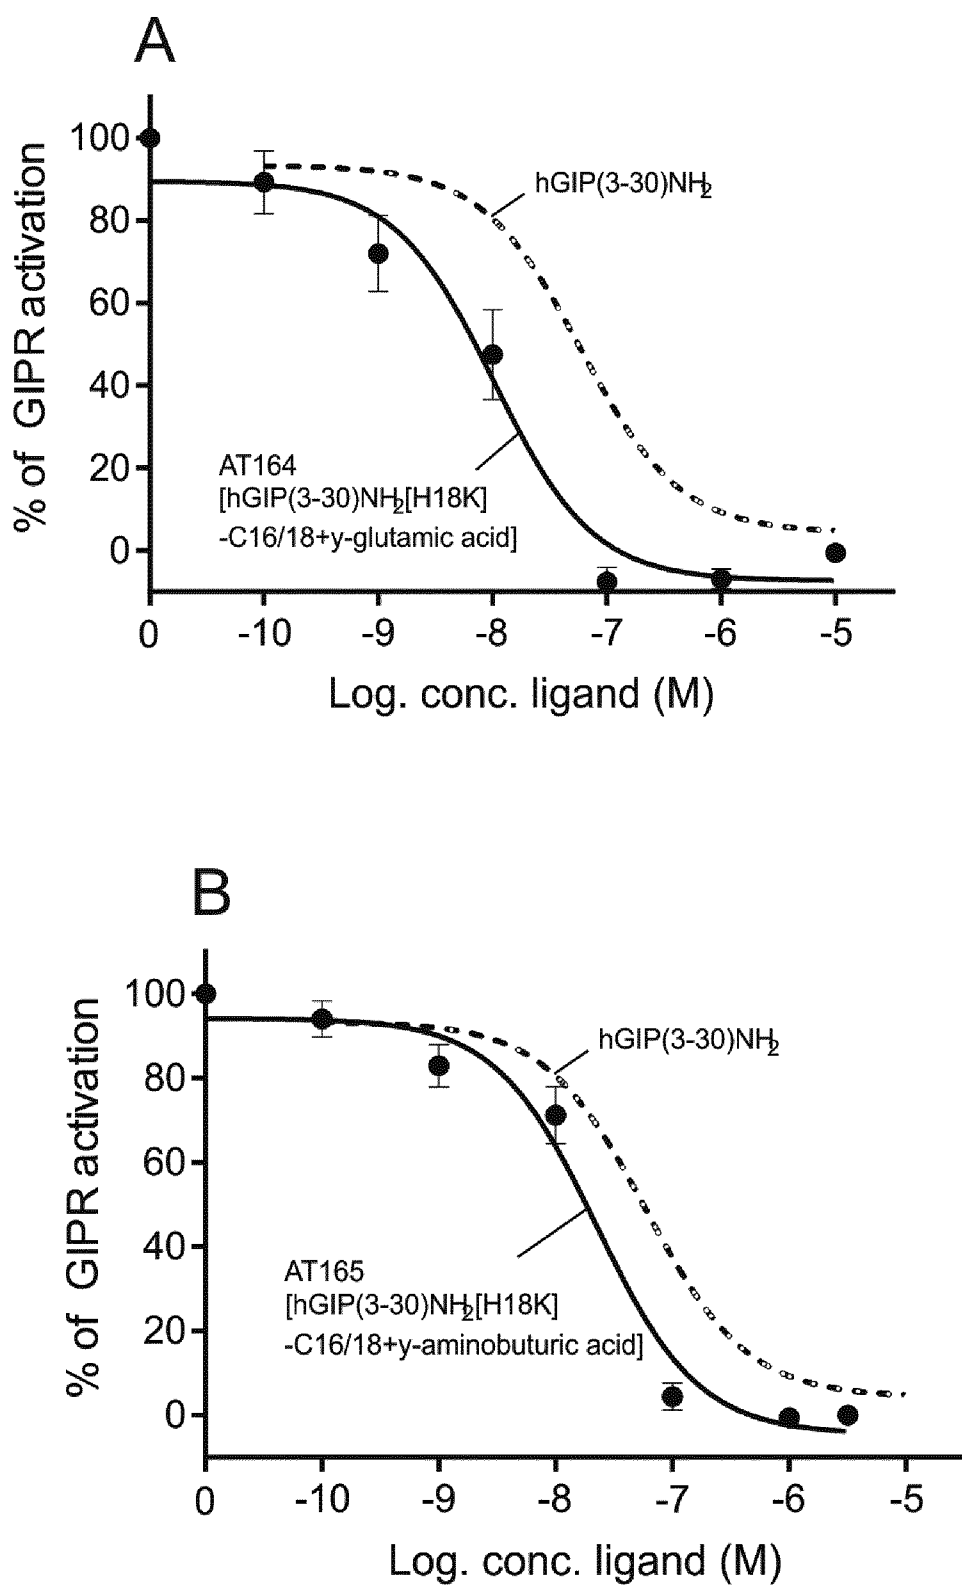 A
% of GIPR activation
100
80
60
40
20
0
hGIP(3-30)NH2
AT164
[hGIP(3-30)NH2[H18K]
-C16/18+y-glutamic acid]
0 -10 -9 -8 -7 -6 -5
Log. conc. ligand (M)
B
% of GIPR activation
100
80
60
40
20
0
hGIP(3-30)NH2
AT165
[hGIP(3-30)NH2[H18K]
-C16/18+y-aminobuturic acid]
0 -10 -9 -8 -7 -6 -5
Log. conc. ligand (M)